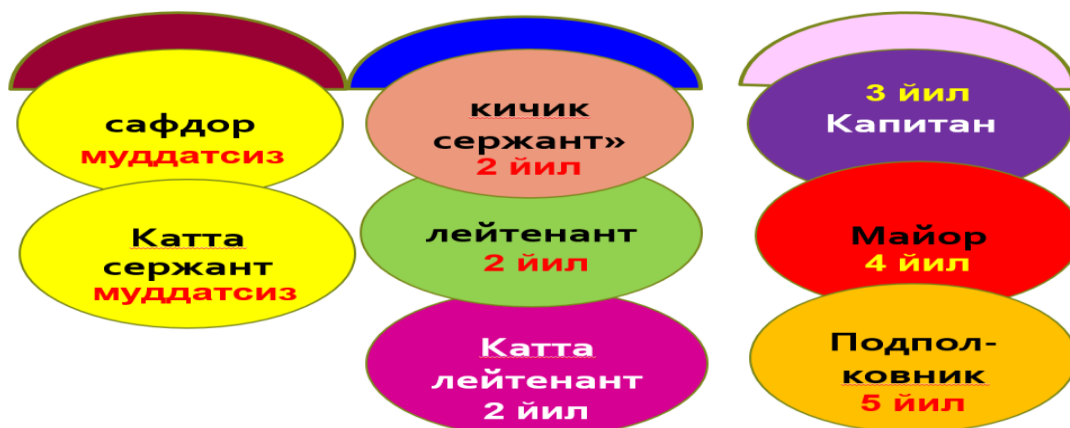 сафдор
муддатсиз
Катта
сержант
муддатсиз
кичик
сержант»
2 йил
лейтенант
2 йил
Катта
лейтенант
2 йил
3 йил
Капитан
Майор
4 йил
Подпол-
ковник
5 йил